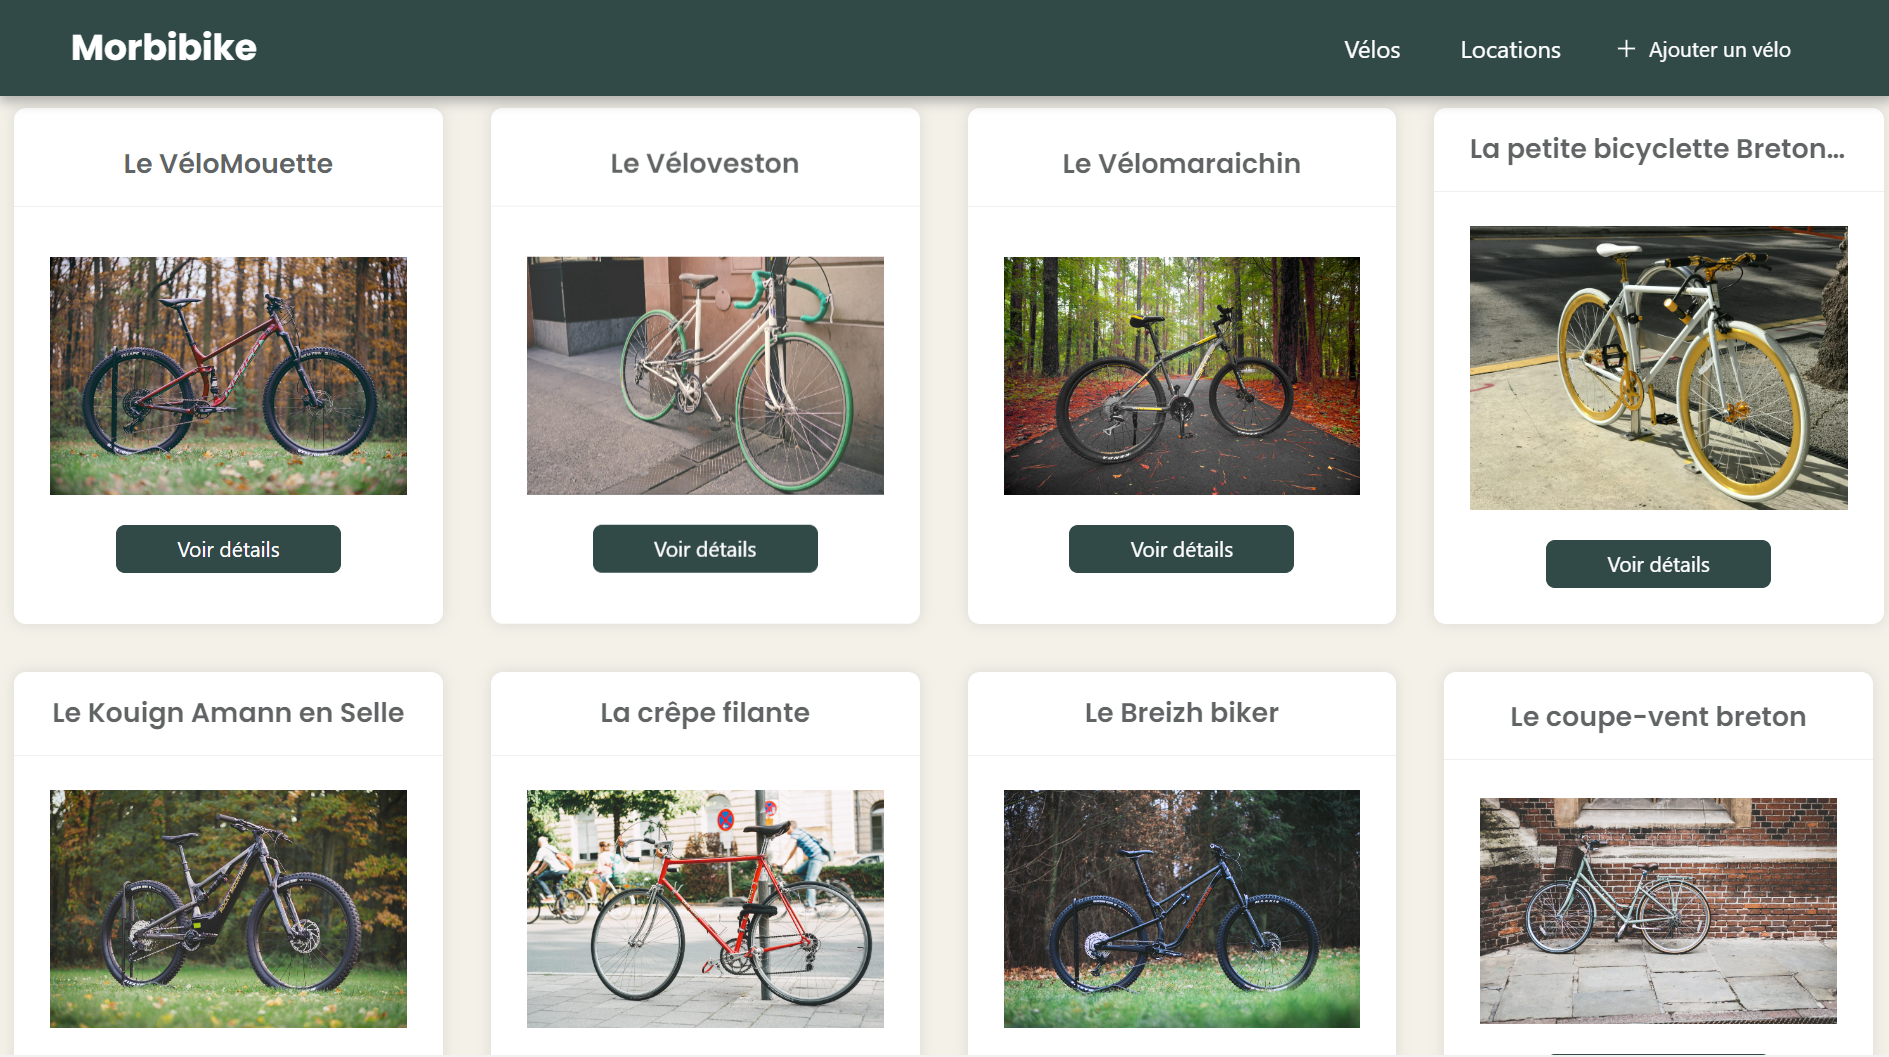 Morbibike
Vélos
Locations
+ Ajouter un vélo
Le VéloMouette
Le Véloveston
Le Vélomaraichin
La petite bicyclette Breton...
Voir détails
Voir détails
Voir détails
Voir détails
Le Kouign Amann en Selle
La crêpe filante
Le Breizh biker
Le coupe-vent breton